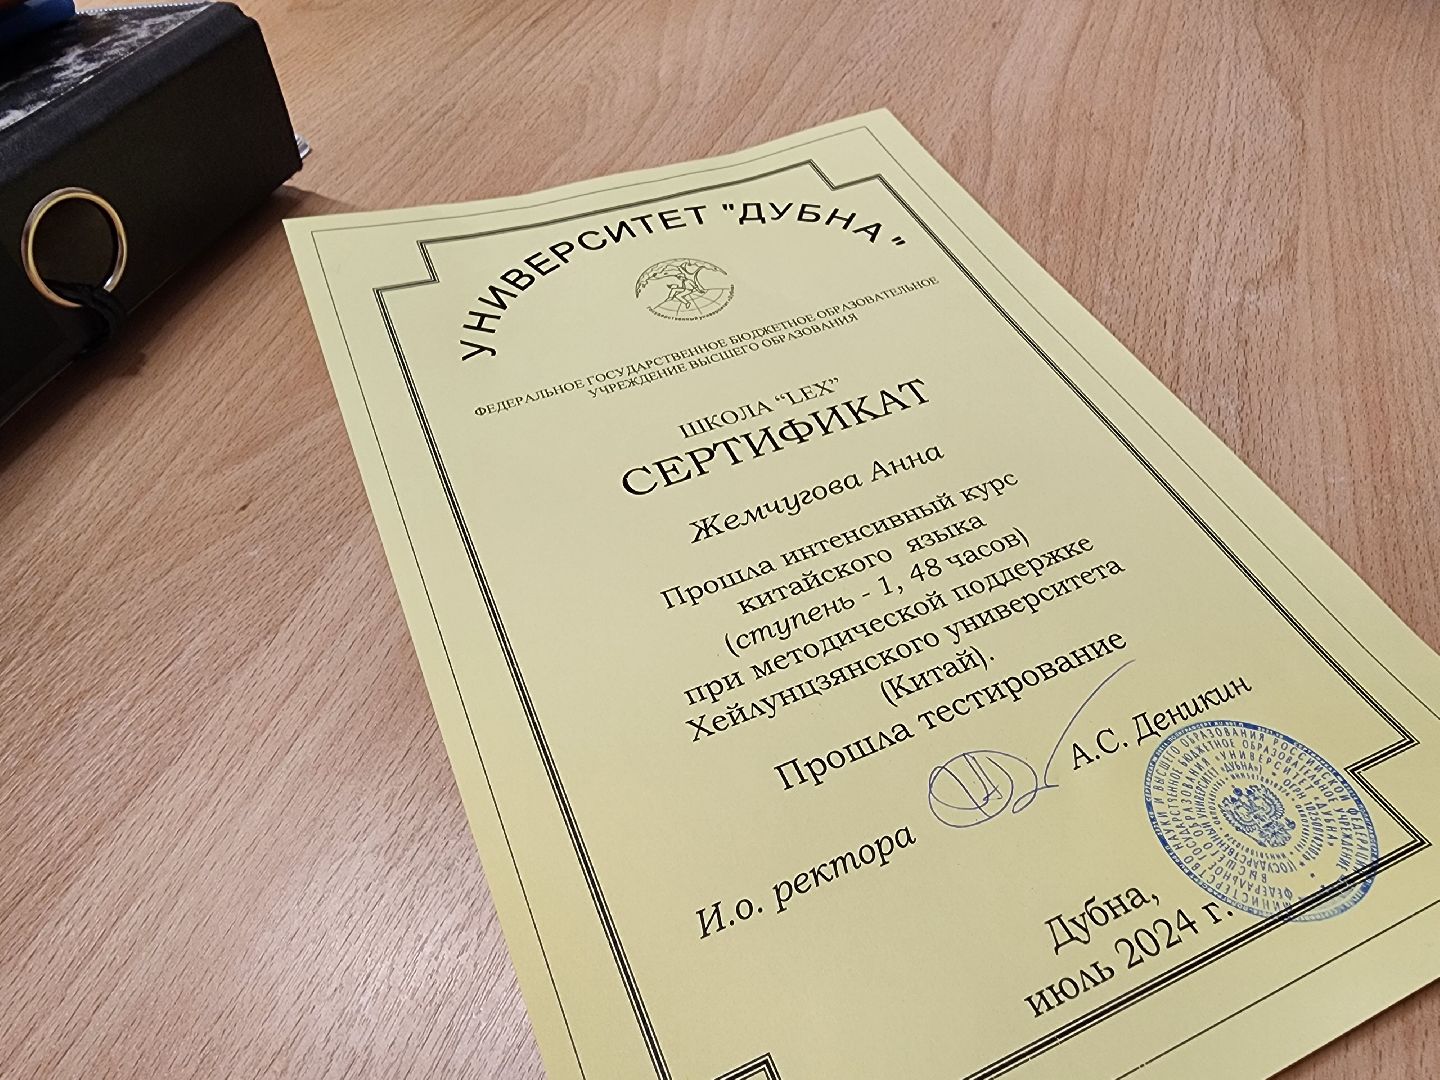 УНИВЕРСИТЕТ "ДУБНА"
ФЕДЕРАЛЬНОЕ ГОСУДАРСТВЕННОЕ БЮДЖЕТНОЕ ОБРАЗОВАТЕЛЬНОЕ
УЧРЕЖДЕНИЕ ВЫСШЕГО ОБРАЗОВАНИЯ
ШКОЛА “LEX”
СЕРТИФИКАТ
Жемчугова Анна
Прошла интенсивный курс
китайского языка
(ступень - 1, 48 часов)
при методической поддержке
Хейлунцзянского университета
(Китай).
Прошла тестирование
И.о. ректора
А.С. Деникин
Дубна,
июль 2024 г.